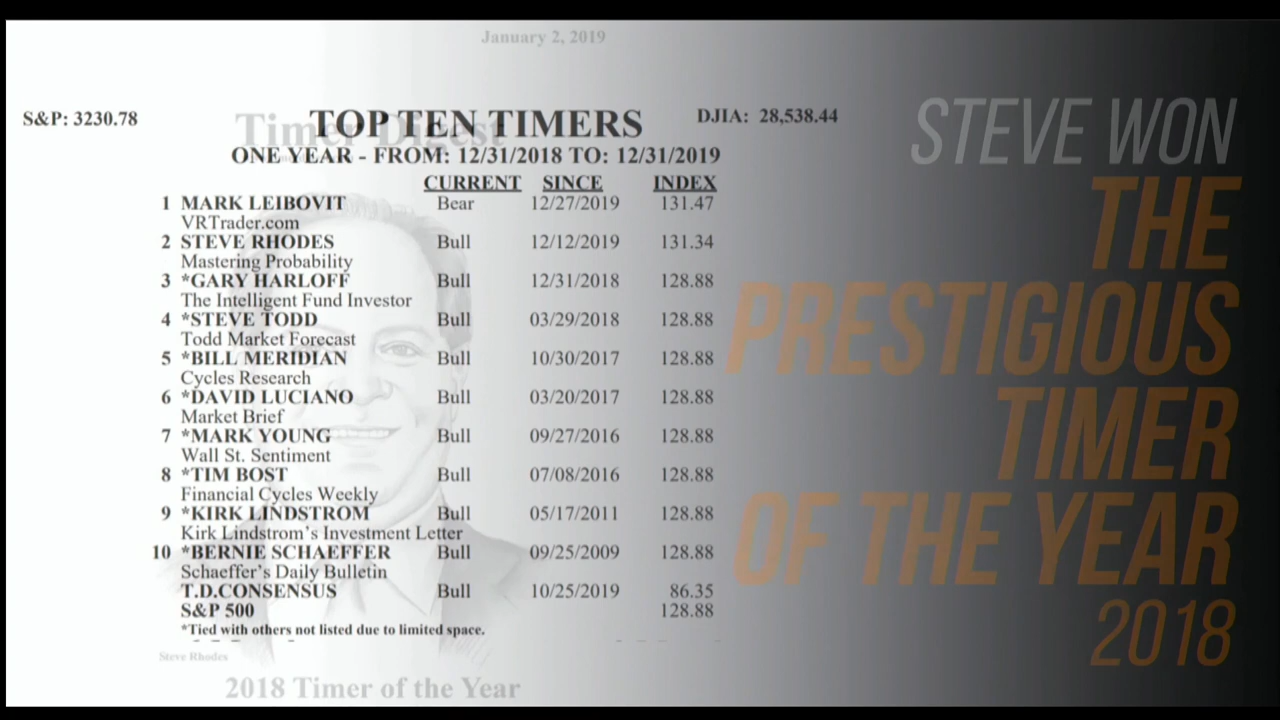 January 2, 2019
S&P: 3230.78
TOP TEN TIMERS
DJIA: 28,538.44
Timer Digest
ONE YEAR - FROM: 12/31/2018 TO: 12/31/2019
CURRENT SINCE INDEX
1 MARK LEIBOVIT Bear 12/27/2019 131.47
VRTrader.com
2 STEVE RHODES Bull 12/12/2019 131.34
Mastering Probability
3 *GARY HARLOFF Bull 12/31/2018 128.88
The Intelligent Fund Investor
4 *STEVE TODD Bull 03/29/2018 128.88
Todd Market Forecast
5 *BILL MERIDIAN Bull 10/30/2017 128.88
Cycles Research
6 *DAVID LUCIANO Bull 03/20/2017 128.88
Market Brief
7 *MARK YOUNG Bull 09/27/2016 128.88
Wall St. Sentiment
8 *TIM BOST Bull 07/08/2016 128.88
Financial Cycles Weekly
9 *KIRK LINDSTROM Bull 05/17/2011 128.88
Kirk Lindstrom's Investment Letter
10 *BERNIE SCHAEFFER Bull 09/25/2009 128.88
Schaeffer's Daily Bulletin
T.D.CONSENSUS Bull 10/25/2019 86.35
S&P 500 128.88
*Tied with others not listed due to limited space.
Steve Rhodes
2018 Timer of the Year
STEVE WON
THE
PRESTIGIOUS
TIMER
OF THE YEAR
2018